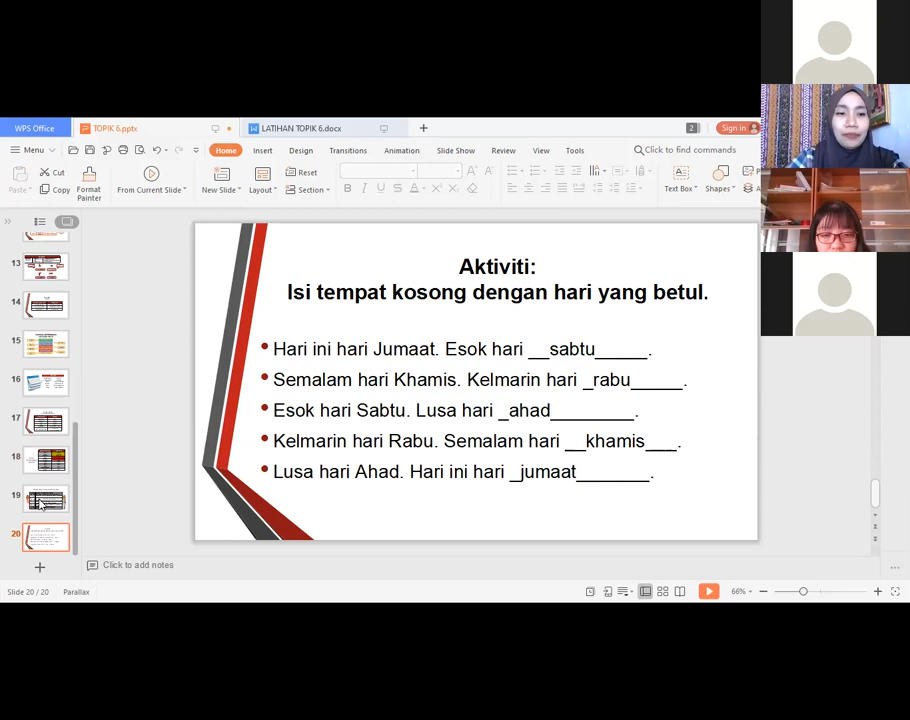 WPS Office
TOPIK 6.pptx
LATIHAN TOPIK 6.docx
2
Sign in
Menu
Home
Insert
Design
Transitions
Animation
Slide Show
Review
View
Tools
Click to find commands
Paste
Cut
Copy
Format
Painter
From Current Slide
New Slide
Layout
Reset
Section
B I U S A
Text Box
Shapes
13
14
15
16
17
18
19
20
Aktiviti:
Isi tempat kosong dengan hari yang betul.
Hari ini hari Jumaat. Esok hari __sabtu_____.
Semalam hari Khamis. Kelmarin hari _rabu_____.
Esok hari Sabtu. Lusa hari _ahad________.
Kelmarin hari Rabu. Semalam hari __khamis___.
Lusa hari Ahad. Hari ini hari _jumaat_______.
Click to add notes
Slide 20 / 20
Parallax
66%